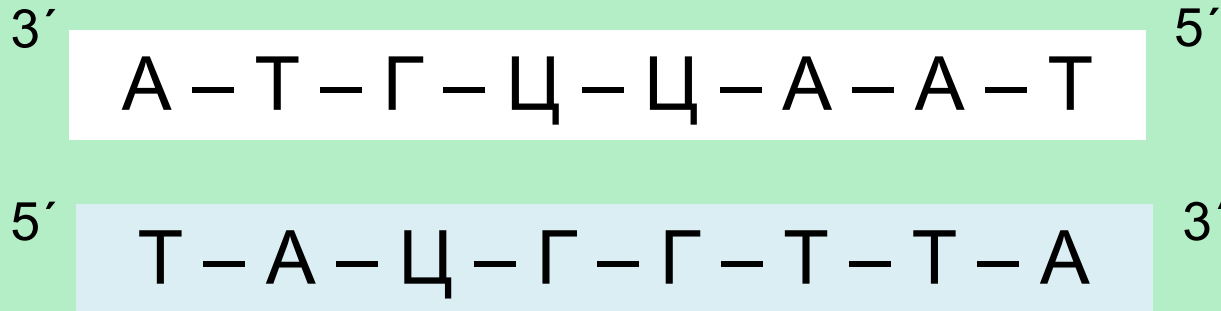 3´ А – Т – Г – Ц – Ц – А – А – Т 5´
5´ Т – А – Ц – Г – Г – Т – Т – А 3´